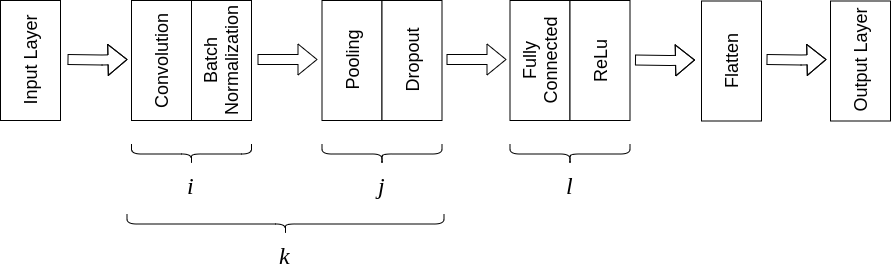 Input Layer
Convolution
Batch
Normalization
Pooling
Dropout
Fully
Connected
ReLu
Flatten
Output Layer
i
j
l
k